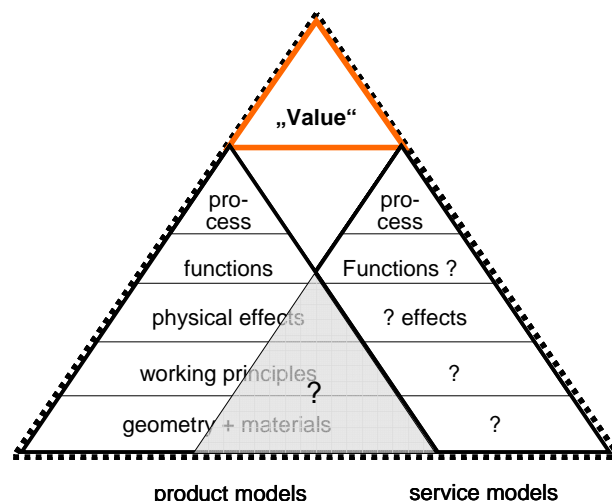 „Value“
pro-
cess
pro-
cess
functions
Functions ?
physical effects
? effects
working principles
?
?
geometry + materials
?
product models
service models